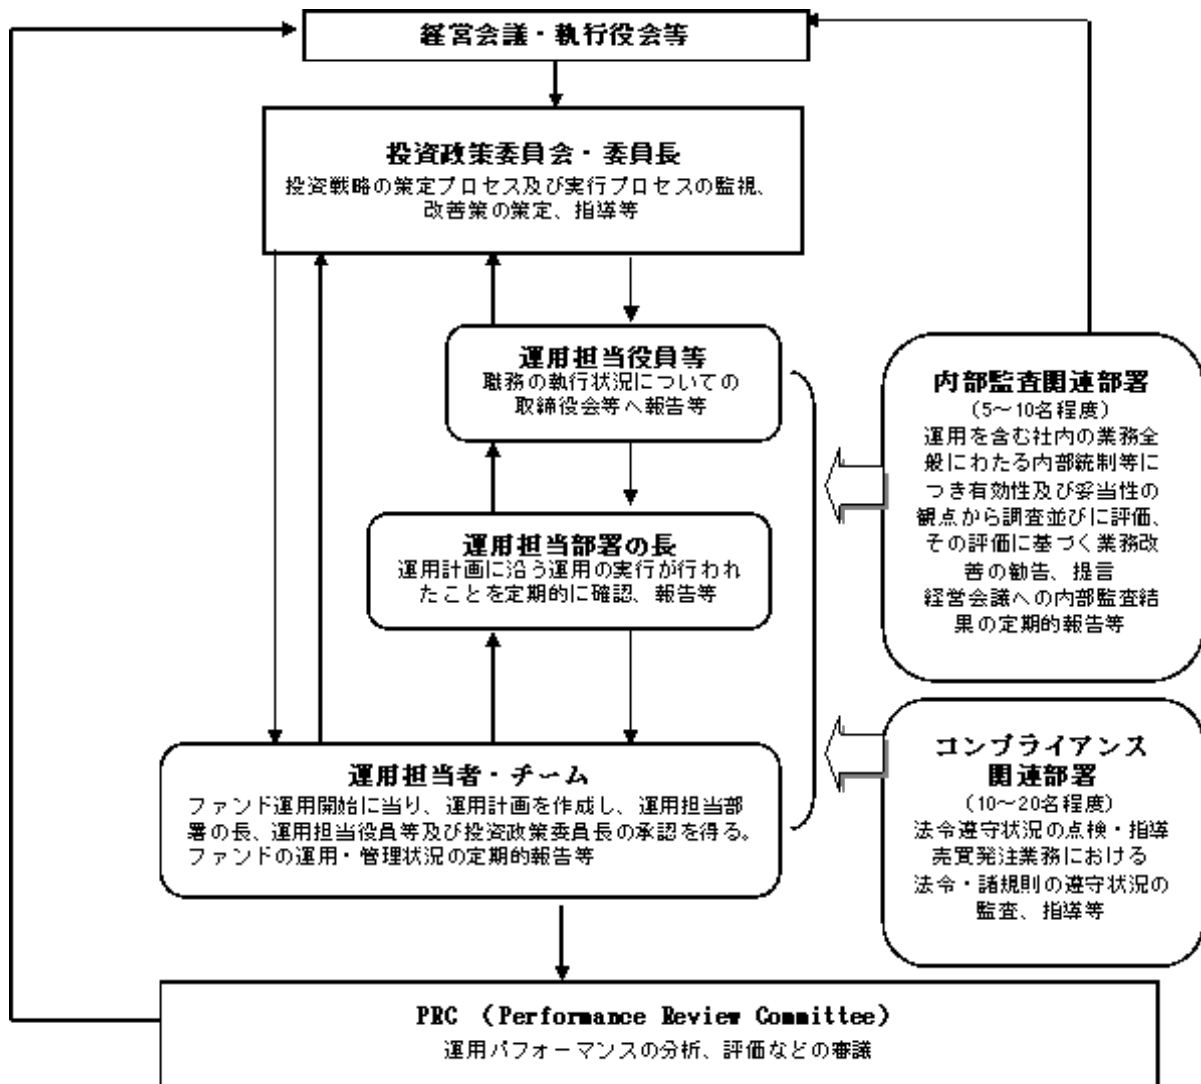 経営会議・執行役会等
投資政策委員会・委員長
投資戦略の策定プロセス及び実行プロセスの監視、
改善策の策定、指導等
運用担当役員等
職務の執行状況についての
取締役会等へ報告等
運用担当部署の長
運用計画に沿う運用の実行が行われ
たことを定期的に確認、報告等
運用担当者・チーム
ファンド運用開始に当り、運用計画を作成し、運用担当部
署の長、運用担当役員等及び投資政策委員長の承認を得る。
ファンドの運用・管理状況の定期的報告等
内部監査関連部署
（5～10名程度）
運用を含む社内の業務全
般にわたる内部統制等に
つき有効性及び妥当性の
観点から調査並びに評価、
その評価に基づく業務改
善の勧告、提言
経営会議への内部監査結
果の定期的報告等
コンプライアンス
関連部署
（10～20名程度）
法令遵守状況の点検・指導
売買発注業務における
法令・諸規則の遵守状況の
監査、指導等
PRC （Performance Review Committee）
運用パフォーマンスの分析、評価などの審議